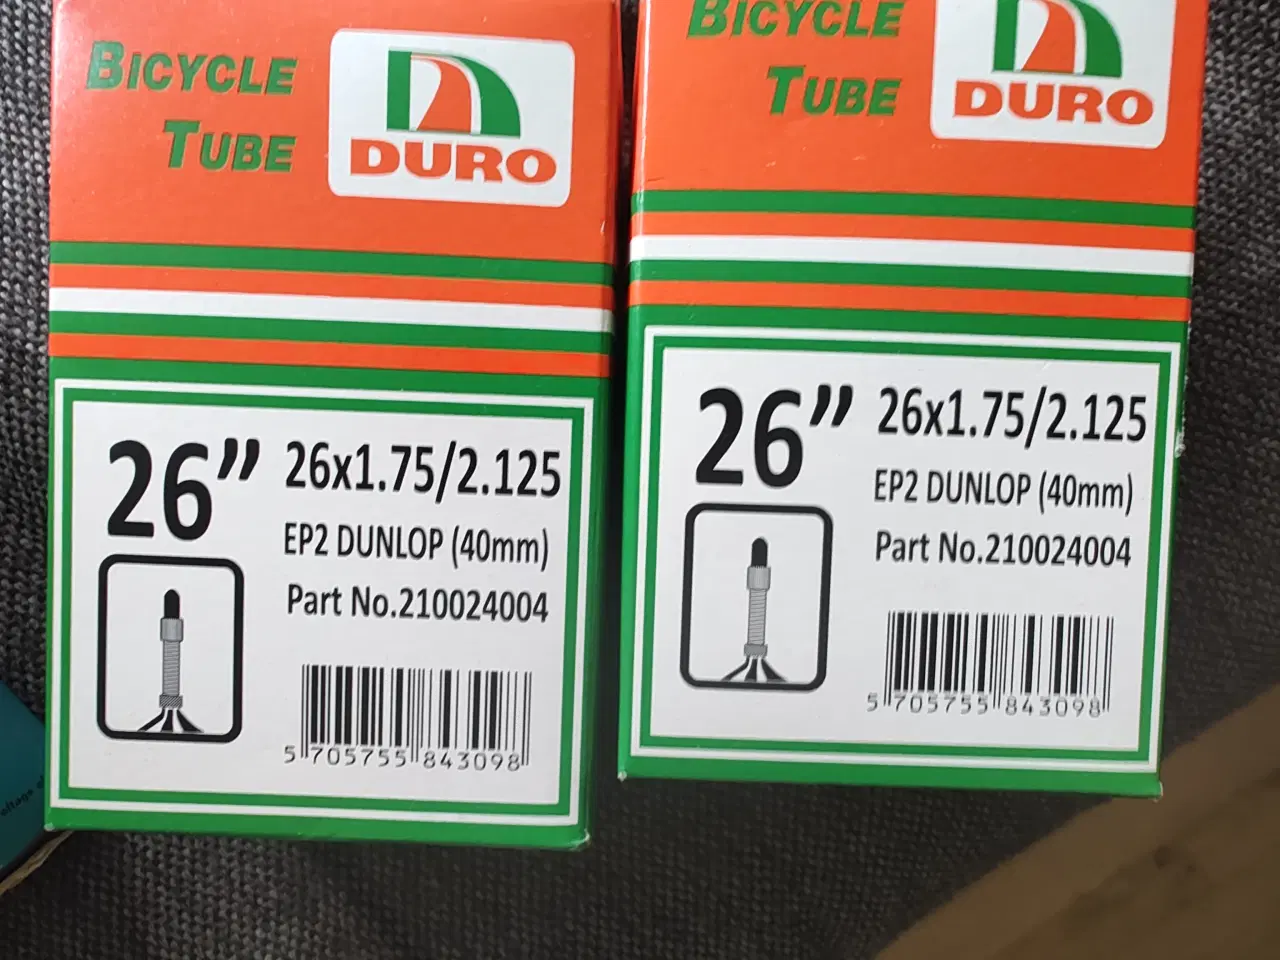 BICYCLE
TUBE
DURO
26" 26x1.75/2.125
EP2 DUNLOP (40mm)
Part No.210024004
5 705755 843098
BICYCLE
TUBE
DURO
26" 26x1.75/2.125
EP2 DUNLOP (40mm)
Part No.210024004
5 705755 843098